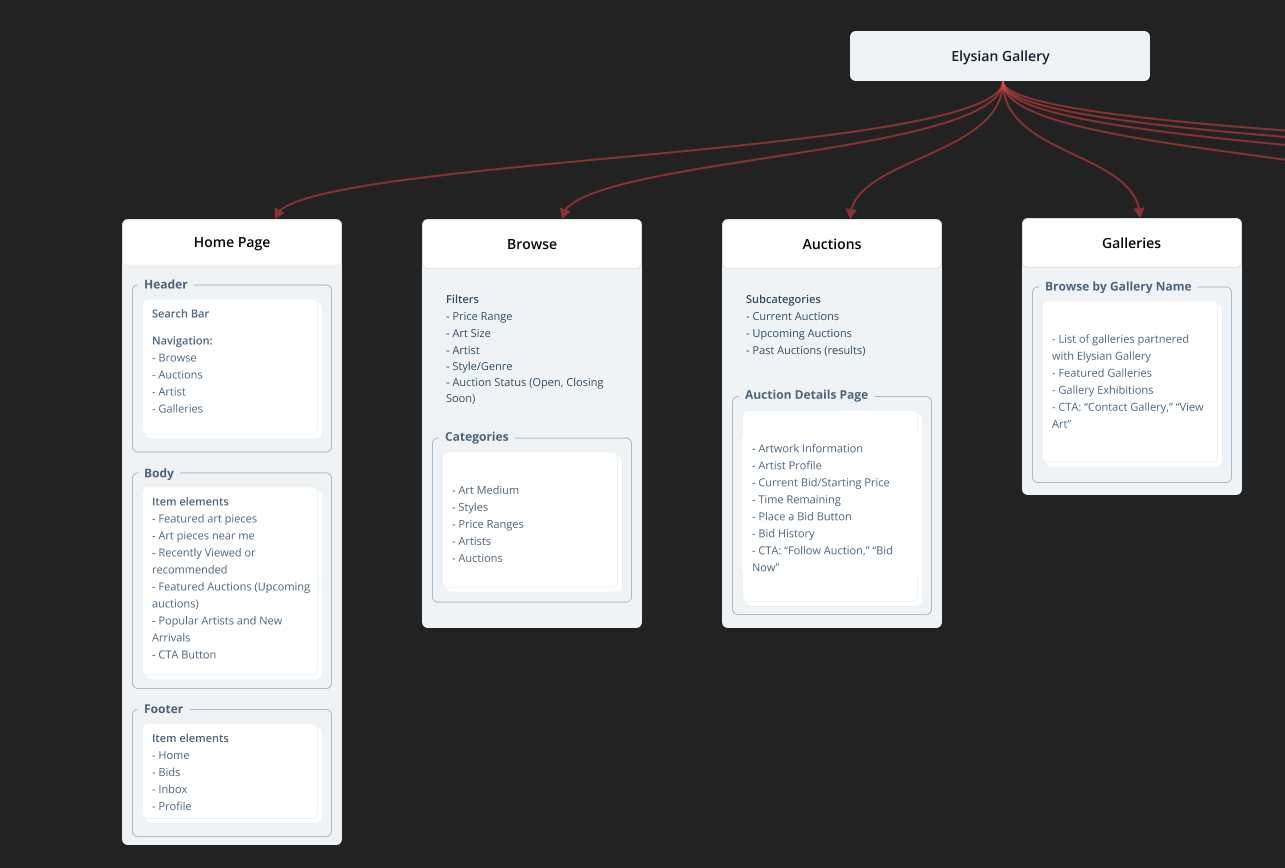 Elysian Gallery
Home Page
Header
Search Bar
Navigation:
- Browse
- Auctions
- Artist
- Galleries
Body
Item elements
- Featured art pieces
- Art pieces near me
- Recently Viewed or
recommended
- Featured Auctions (Upcoming
auctions)
- Popular Artists and New
Arrivals
- CTA Button
Footer
Item elements
- Home
- Bids
- Inbox
- Profile
Browse
Filters
- Price Range
- Art Size
- Artist
- Style/Genre
- Auction Status (Open, Closing
Soon)
Categories
- Art Medium
- Styles
- Price Ranges
- Artists
- Auctions
Auctions
Subcategories
- Current Auctions
- Upcoming Auctions
- Past Auctions (results)
Auction Details Page
- Artwork Information
- Artist Profile
- Current Bid/Starting Price
- Time Remaining
- Place a Bid Button
- Bid History
- CTA: “Follow Auction,” “Bid
Now”
Galleries
Browse by Gallery Name
- List of galleries partnered
with Elysian Gallery
- Featured Galleries
- Gallery Exhibitions
- CTA: “Contact Gallery,” “View
Art”